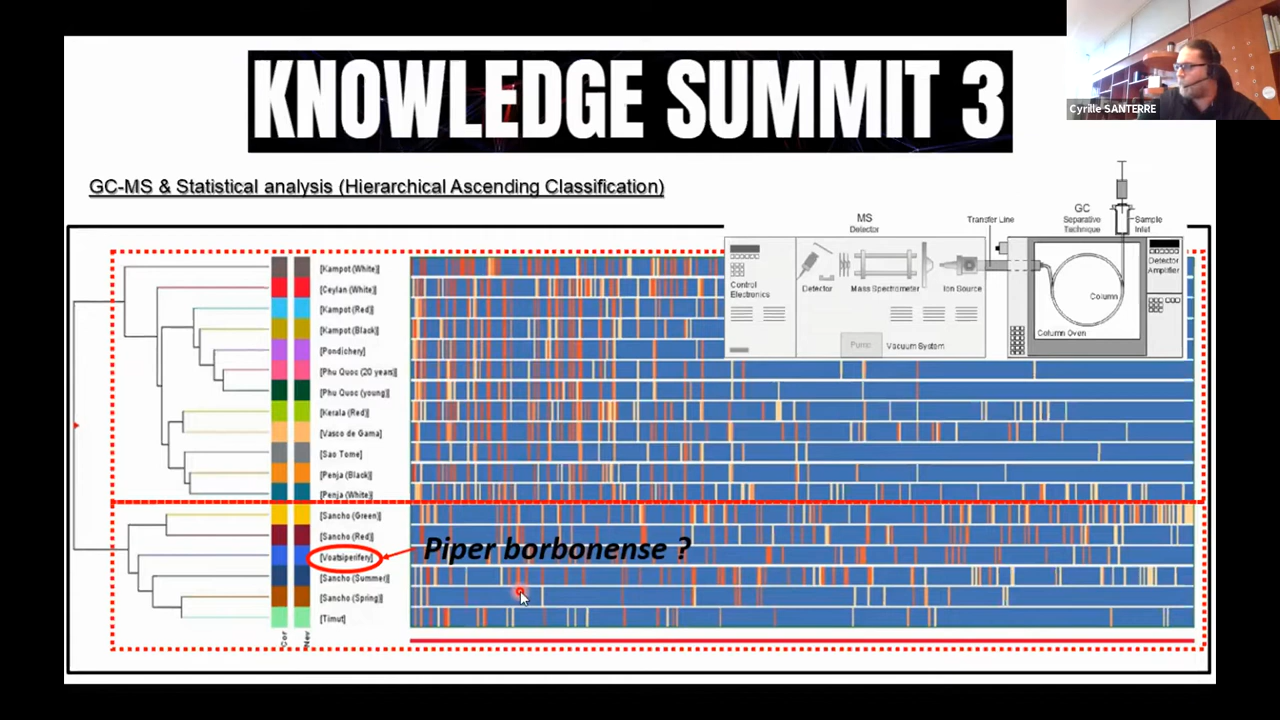 KNOWLEDGE SUMMIT 3
Cyrille SANTERRE
GC-MS & Statistical analysis (Hierarchical Ascending Classification)
MS
Detector
Transfer Line
GC
Separative
Technique
Sample
Inlet
Control
Electronics
Detector
Mass Spectrometer
Ion Source
Detector
Amplifier
Column
Column Oven
Pump
Vacuum System
[Kampot (White)]
[Ceylan (White)]
[Kampot (Red)]
[Kampot (Black)]
[Pondichery]
[Phu Quoc (20 years)]
[Phu Quoc (young)]
[Kerala (Red)]
[Vasco de Gama]
[Sao Tome]
[Penja (Black)]
[Penja (White)]
[Sancho (Green)]
[Sancho (Red)]
[Voatsiperifery]
Piper borbonense ?
[Sancho (Summer)]
[Sancho (Spring)]
[Timut]